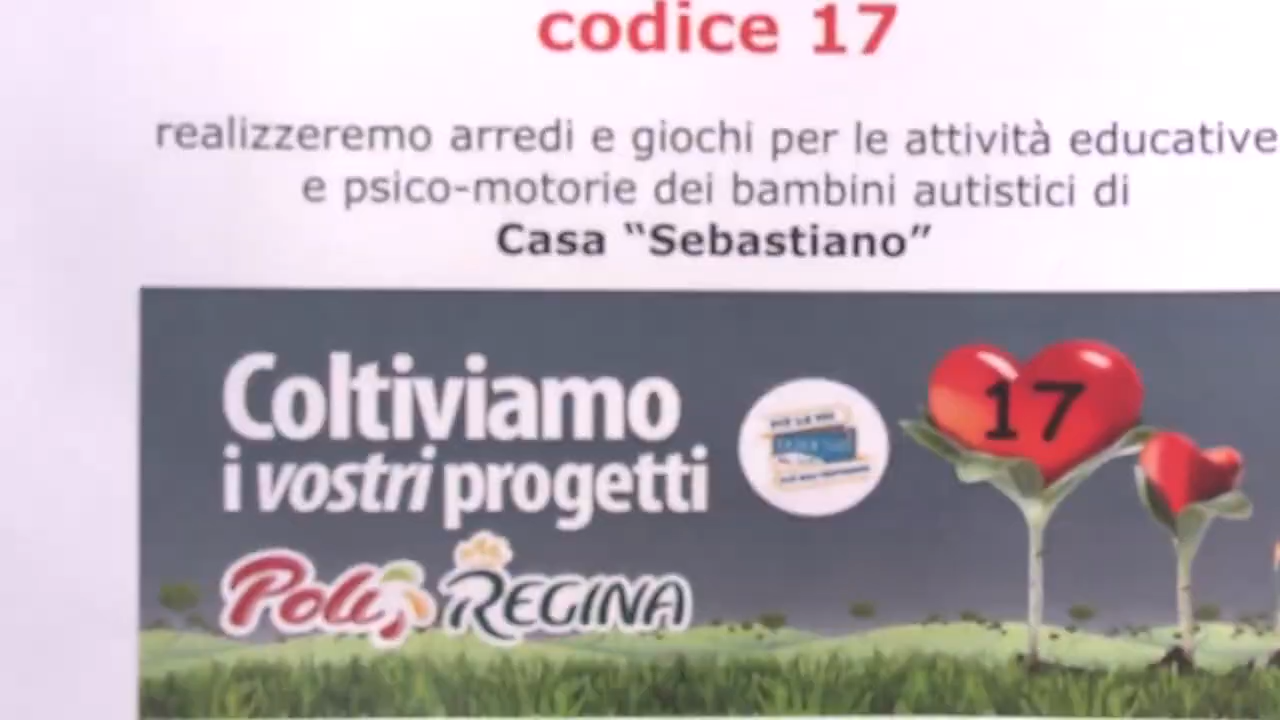 codice 17
realizzeremo arredi e giochi per le attività educative
e psico-motorie dei bambini autistici di
Casa “Sebastiano”
Coltiviamo
i vostri progetti
17
Poli REGINA